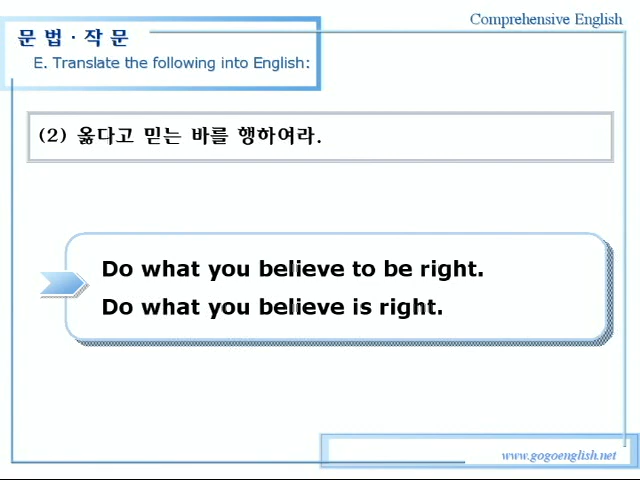 Comprehensive English
문 법 · 작 문
E. Translate the following into English:
(2) 옳다고 믿는 바를 행하여라.
Do what you believe to be right.
Do what you believe is right.
www.gogoenglish.net